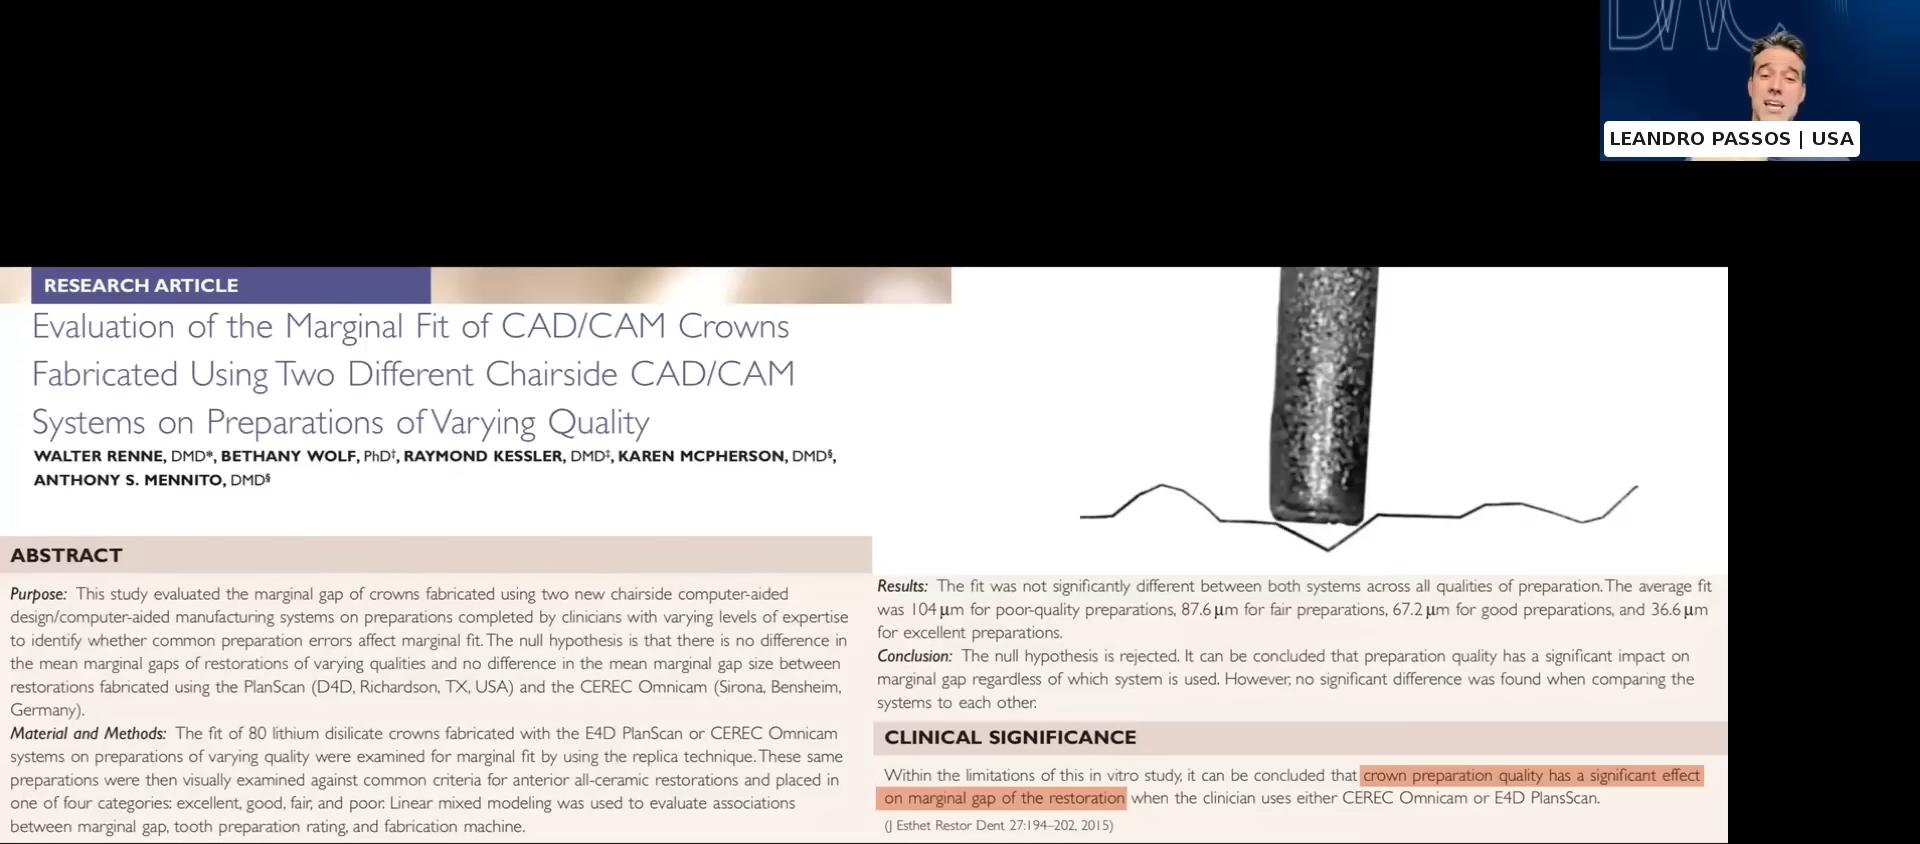 LEANDRO PASSOS | USA
RESEARCH ARTICLE
Evaluation of the Marginal Fit of CAD/CAM Crowns
Fabricated Using Two Different Chairside CAD/CAM
Systems on Preparations of Varying Quality
WALTER RENNE, DMD*, BETHANY WOLF, PhD†, RAYMOND KESSLER, DMD‡, KAREN MCPHERSON, DMD§,
ANTHONY S. MENNITO, DMD§
ABSTRACT
Purpose: This study evaluated the marginal gap of crowns fabricated using two new chairside computer-aided
design/computer-aided manufacturing systems on preparations completed by clinicians with varying levels of expertise
to identify whether common preparation errors affect marginal fit. The null hypothesis is that there is no difference in
the mean marginal gaps of restorations of varying qualities and no difference in the mean marginal gap size between
restorations fabricated using the PlanScan (D4D, Richardson, TX, USA) and the CEREC Omnicam (Sirona, Bensheim,
Germany).
Material and Methods: The fit of 80 lithium disilicate crowns fabricated with the E4D PlanScan or CEREC Omnicam
systems on preparations of varying quality were examined for marginal fit by using the replica technique. These same
preparations were then visually examined against common criteria for anterior all-ceramic restorations and placed in
one of four categories: excellent, good, fair, and poor. Linear mixed modeling was used to evaluate associations
between marginal gap, tooth preparation rating, and fabrication machine.
Results: The fit was not significantly different between both systems across all qualities of preparation. The average fit
was 104 μm for poor-quality preparations, 87.6 μm for fair preparations, 67.2 μm for good preparations, and 36.6 μm
for excellent preparations.
Conclusion: The null hypothesis is rejected. It can be concluded that preparation quality has a significant impact on
marginal gap regardless of which system is used. However, no significant difference was found when comparing the
systems to each other.
CLINICAL SIGNIFICANCE
Within the limitations of this in vitro study, it can be concluded that crown preparation quality has a significant effect
on marginal gap of the restoration when the clinician uses either CEREC Omnicam or E4D PlansScan.
(J Esthet Restor Dent 27:194–202, 2015)